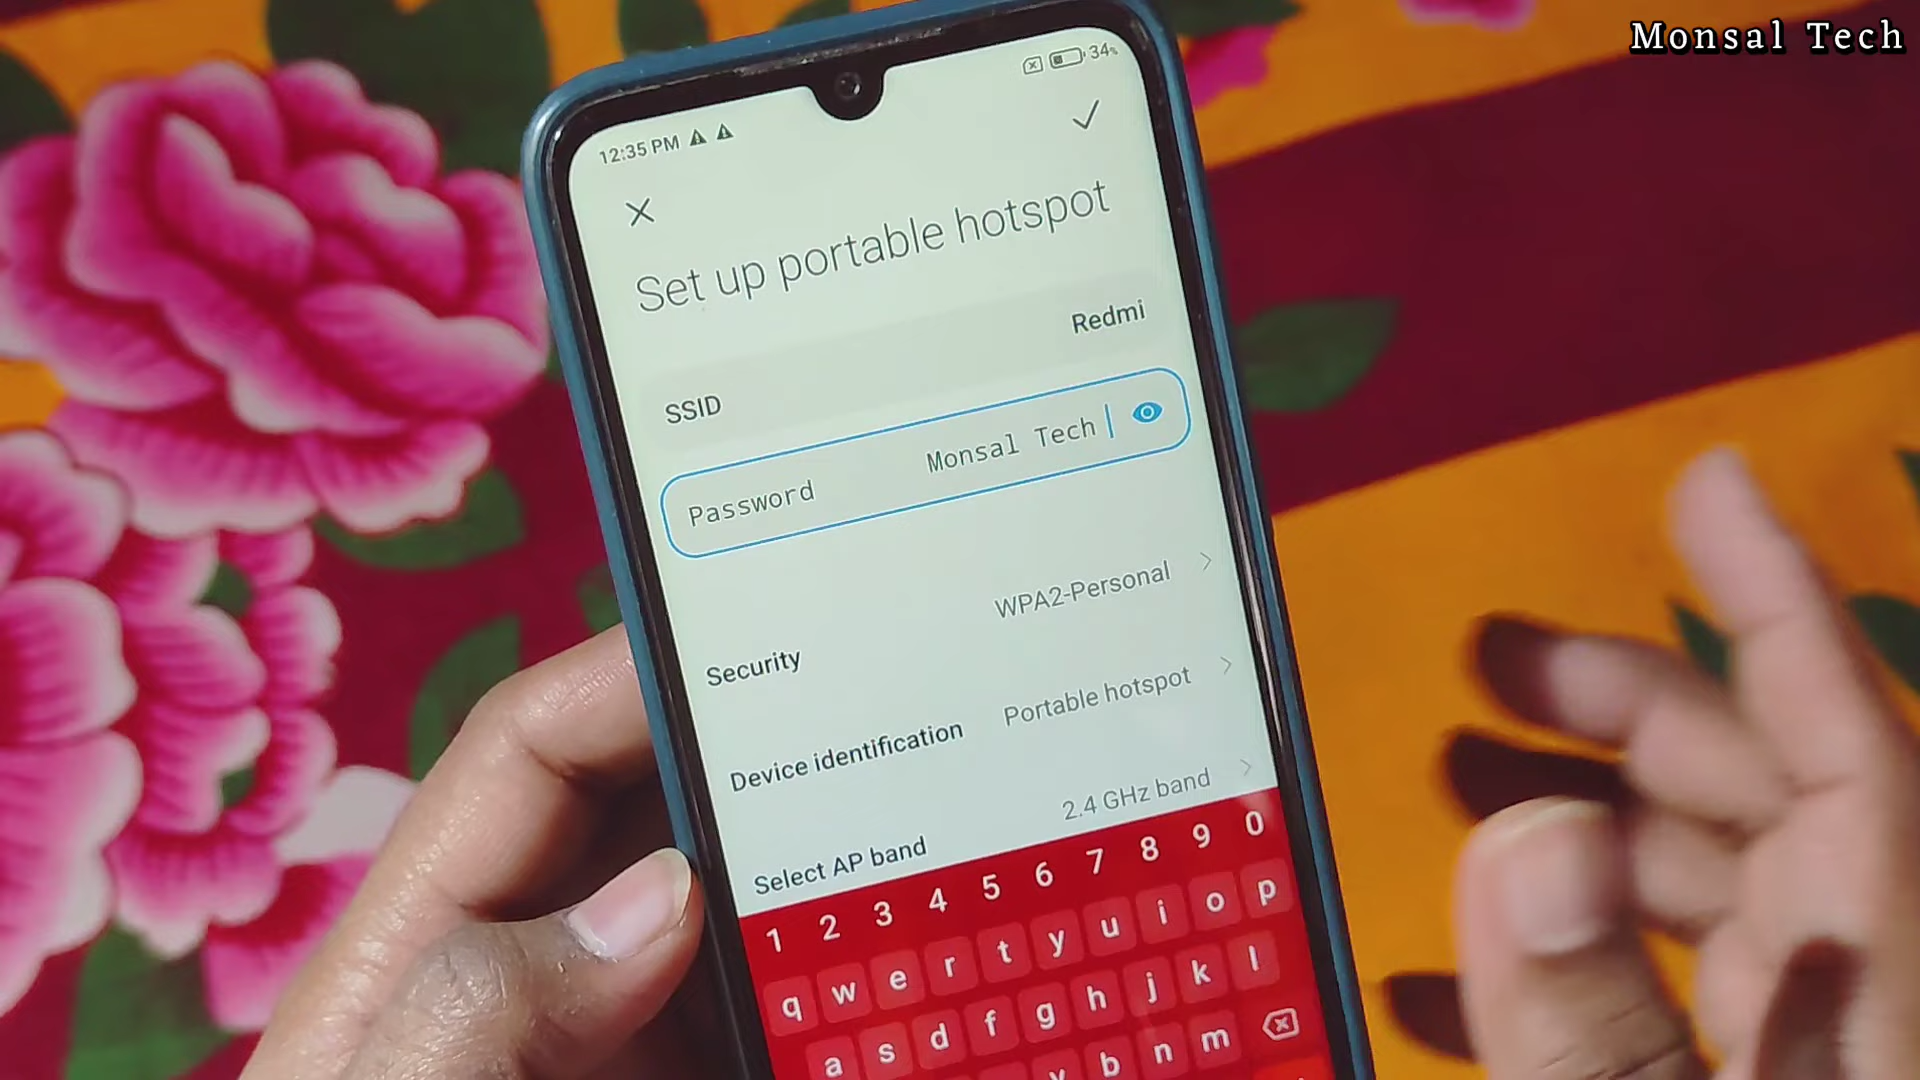 Monsal Tech
12:35 PM 34%
Set up portable hotspot
SSID Redmi
Password Monsal Tech
Security WPA2-Personal
Device identification Portable hotspot
Select AP band 2.4 GHz band
1 2 3 4 5 6 7 8 9 0
q w e r t y u i o p
a s d f g h j k l
v b n m